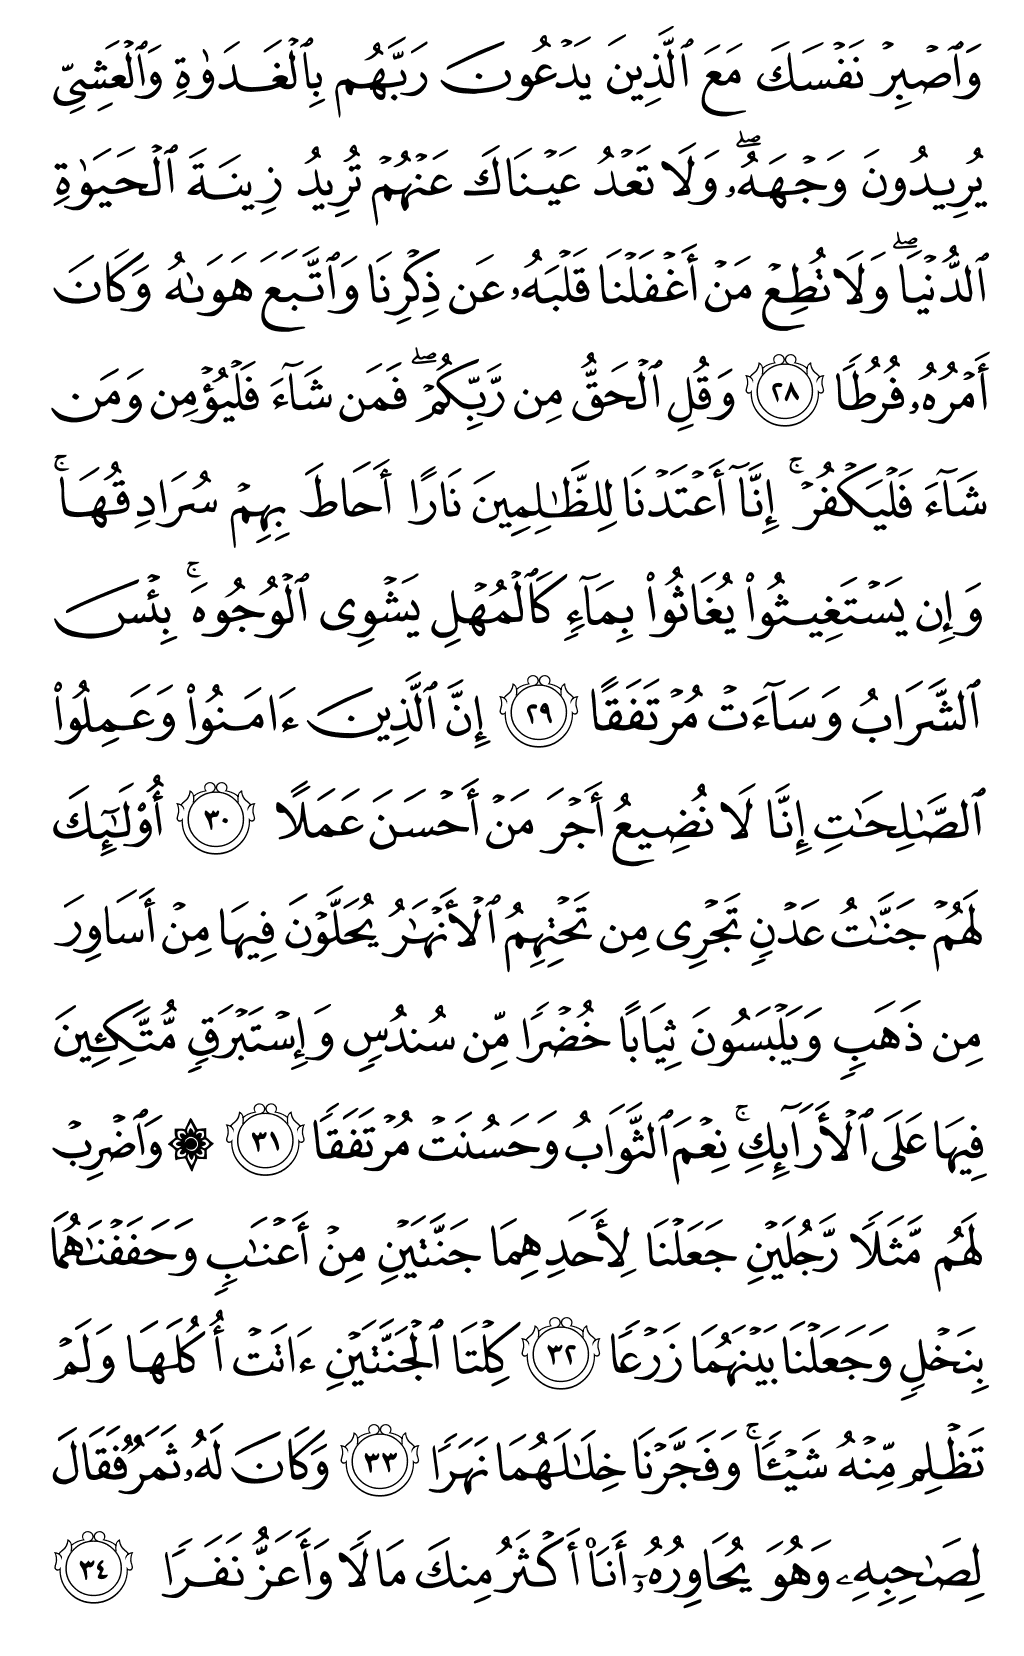 وَٱصۡبِرۡ نَفۡسَكَ مَعَ ٱلَّذِينَ يَدۡعُونَ رَبَّهُم بِٱلۡغَدَوٰةِ وَٱلۡعَشِيِّ
يُرِيدُونَ وَجۡهَهُۥۖ وَلَا تَعۡدُ عَيۡنَاكَ عَنۡهُمۡ تُرِيدُ زِينَةَ ٱلۡحَيَوٰةِ
ٱلدُّنۡيَاۖ وَلَا تُطِعۡ مَنۡ أَغۡفَلۡنَا قَلۡبَهُۥ عَن ذِكۡرِنَا وَٱتَّبَعَ هَوَىٰهُ وَكَانَ
أَمۡرُهُۥ فُرُطٗا ٢٨ وَقُلِ ٱلۡحَقُّ مِن رَّبِّكُمۡۖ فَمَن شَآءَ فَلۡيُؤۡمِن وَمَن
شَآءَ فَلۡيَكۡفُرۡۚ إِنَّآ أَعۡتَدۡنَا لِلظَّٰلِمِينَ نَارًا أَحَاطَ بِهِمۡ سُرَادِقُهَاۚ
وَإِن يَسۡتَغِيثُواْ يُغَاثُواْ بِمَآءٖ كَٱلۡمُهۡلِ يَشۡوِي ٱلۡوُجُوهَۚ بِئۡسَ
ٱلشَّرَابُ وَسَآءَتۡ مُرۡتَفَقًا ٢٩ إِنَّ ٱلَّذِينَ ءَامَنُواْ وَعَمِلُواْ
ٱلصَّٰلِحَٰتِ إِنَّا لَا نُضِيعُ أَجۡرَ مَنۡ أَحۡسَنَ عَمَلًا ٣٠ أُوْلَٰٓئِكَ
لَهُمۡ جَنَّٰتُ عَدۡنٖ تَجۡرِي مِن تَحۡتِهِمُ ٱلۡأَنۡهَٰرُ يُحَلَّوۡنَ فِيهَا مِنۡ أَسَاوِرَ
مِن ذَهَبٖ وَيَلۡبَسُونَ ثِيَابًا خُضۡرٗا مِّن سُندُسٖ وَإِسۡتَبۡرَقٖ مُّتَّكِـِٔينَ
فِيهَا عَلَى ٱلۡأَرَآئِكِۚ نِعۡمَ ٱلثَّوَابُ وَحَسُنَتۡ مُرۡتَفَقٗا ٣١ ۞ وَٱضۡرِبۡ
لَهُم مَّثَلٗا رَّجُلَيۡنِ جَعَلۡنَا لِأَحَدِهِمَا جَنَّتَيۡنِ مِنۡ أَعۡنَٰبٖ وَحَفَفۡنَٰهُمَا
بِنَخۡلٖ وَجَعَلۡنَا بَيۡنَهُمَا زَرۡعٗا ٣٢ كِلۡتَا ٱلۡجَنَّتَيۡنِ ءَاتَتۡ أُكُلَهَا وَلَمۡ
تَظۡلِم مِّنۡهُ شَيۡـٔٗاۚ وَفَجَّرۡنَا خِلَٰلَهُمَا نَهَرٗا ٣٣ وَكَانَ لَهُۥ ثَمَرٞ فَقَالَ
لِصَٰحِبِهِۦ وَهُوَ يُحَاوِرُهُۥٓ أَنَا۠ أَكۡثَرُ مِنكَ مَالٗا وَأَعَزُّ نَفَرٗا ٣٤